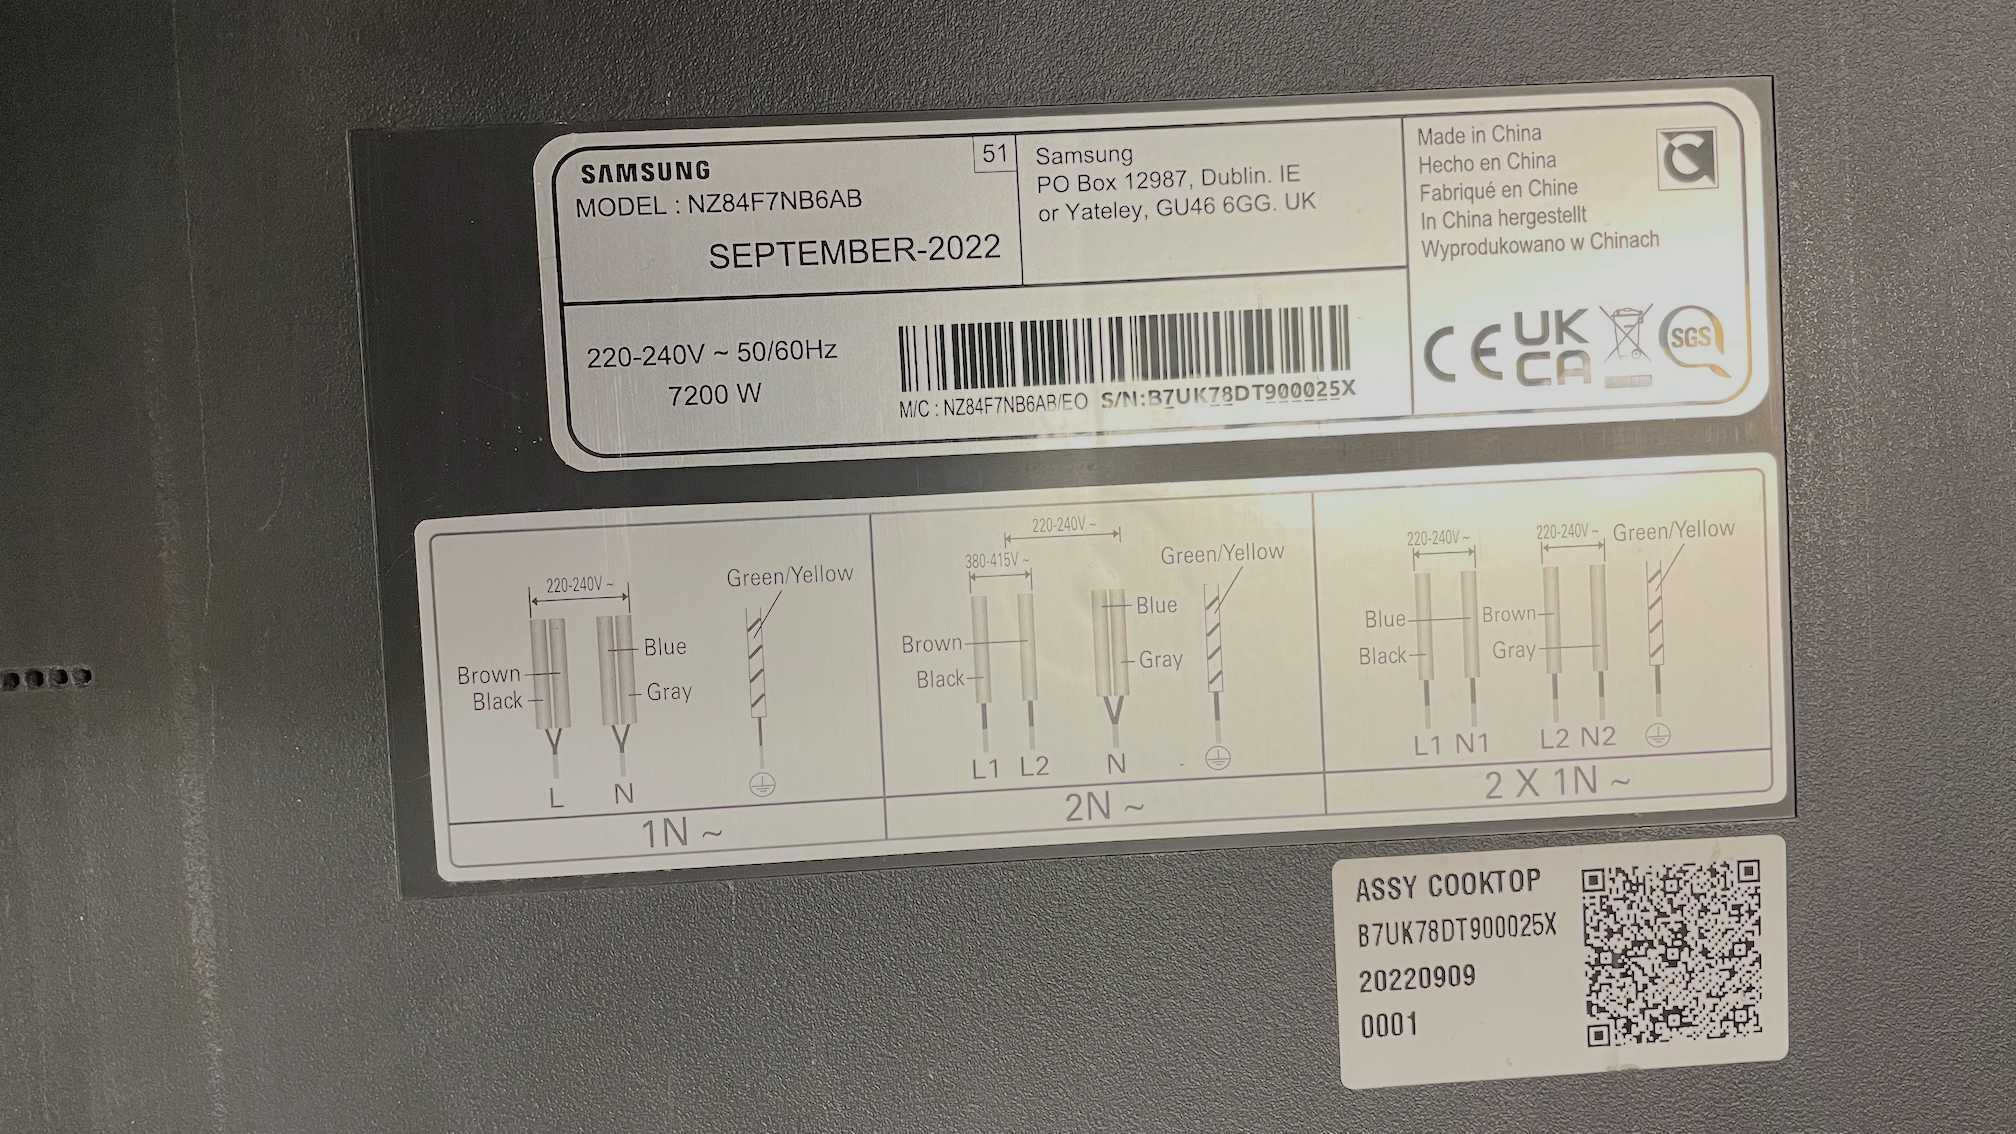 SAMSUNG
51
MODEL : NZ84F7NB6AB
SEPTEMBER-2022
Samsung
PO Box 12987, Dublin. IE
or Yateley, GU46 6GG. UK
Made in China
Hecho en China
Fabriqué en Chine
In China hergestellt
Wyprodukowano w Chinach
220-240V ~ 50/60Hz
7200 W
M/C : NZ84F7NB6AB/EO S/N:B7UK78DT900025X
CE UK CA SGS
220-240V ~
Green/Yellow
Brown
Black
Blue
Gray
L N
1N ~
220-240V ~
380-415V ~
Green/Yellow
Brown
Black
Blue
Gray
L1 L2 N
2N ~
220-240V ~ 220-240V ~ Green/Yellow
Blue
Black
Brown
Gray
L1 N1 L2 N2
2 X 1N ~
ASSY COOKTOP
B7UK78DT900025X
20220909
0001